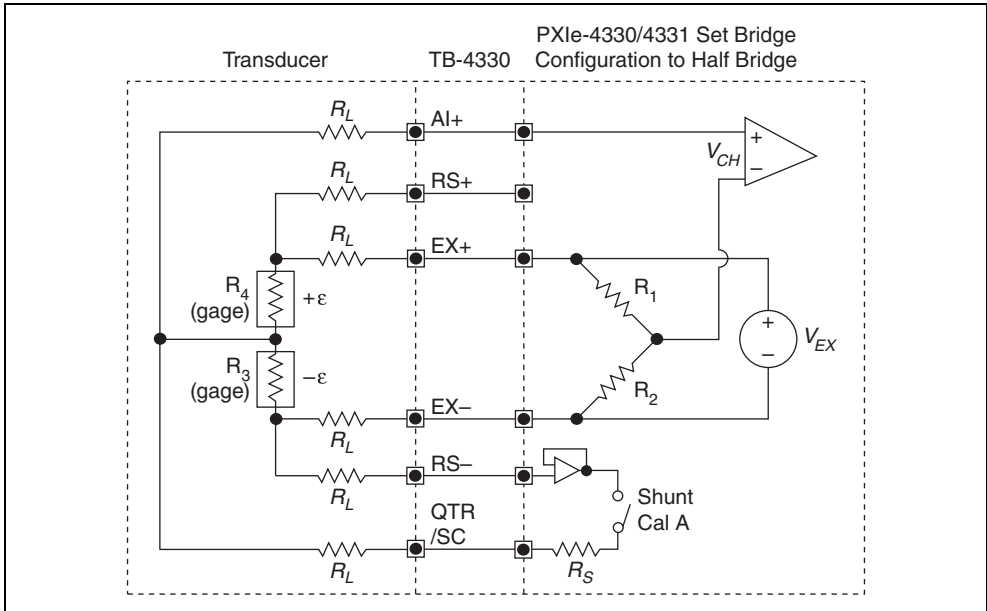 PXIe-4330/4331 Set Bridge
Transducer TB-4330 Configuration to Half Bridge
R_L AI+
+
V_CH
−
R_L RS+
R_L EX+
R_4
(gage) +ε
R_1
+
V_EX
−
R_3
(gage) −ε
R_2
EX−
R_L
RS−
R_L
Shunt
Cal A
QTR
/SC
R_L
R_S